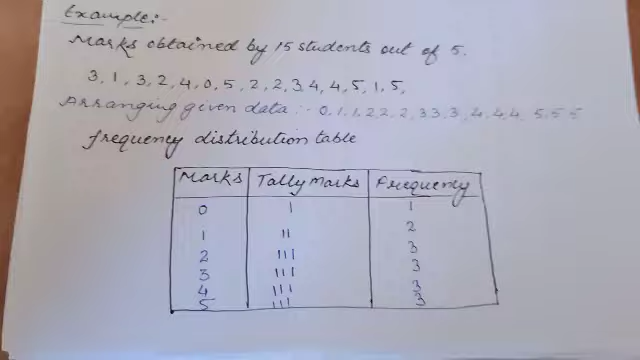 Example:-
Marks obtained by 15 students out of 5.
3, 1, 3, 2, 4, 0, 5, 2, 2, 3, 4, 4, 5, 1, 5,
Arranging given data:- 0, 1, 1, 2, 2, 2, 3, 3, 3, 4, 4, 4, 5, 5, 5
frequency distribution table
Marks Tally Marks Frequency
0 | 1
1 || 2
2 ||| 3
3 ||| 3
4 ||| 3
5 ||| 3